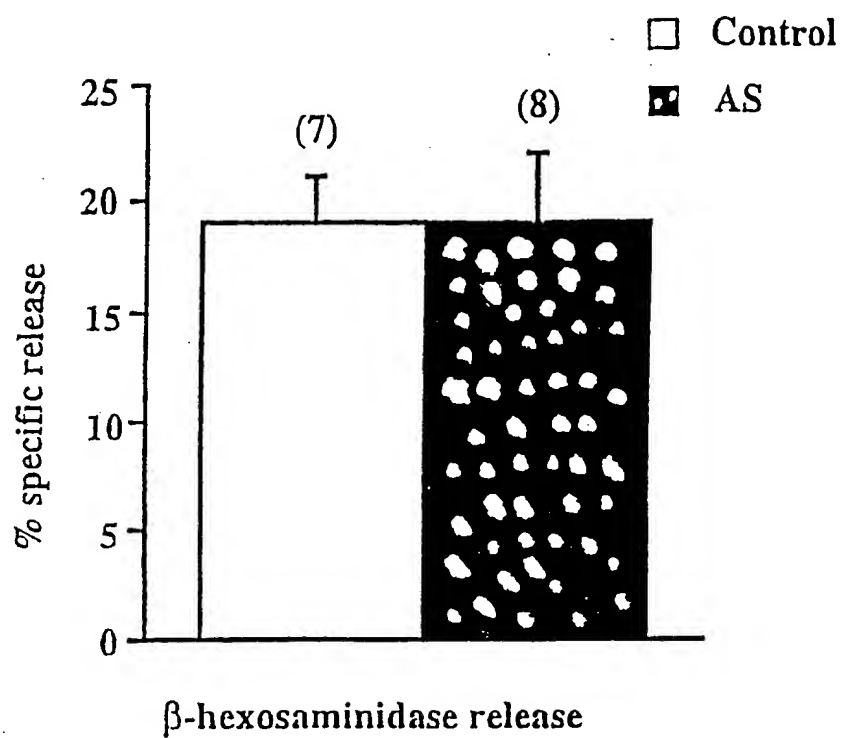 Control
AS
25
20
15
10
5
0
(7)
(8)
% specific release
β-hexosaminidase release